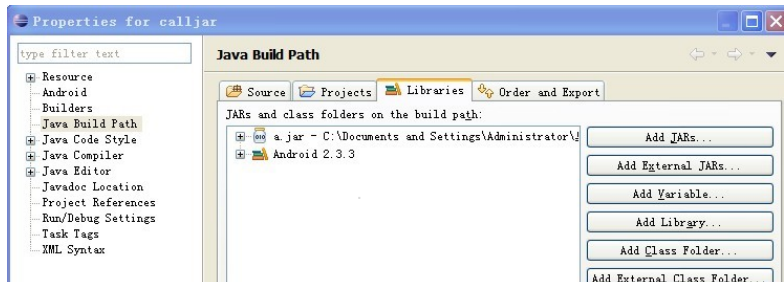 Properties for calljar
type filter text
Resource
Android
Builders
Java Build Path
Java Code Style
Java Compiler
Java Editor
Javadoc Location
Project References
Run/Debug Settings
Task Tags
XML Syntax
Java Build Path
Source Projects Libraries Order and Export
JARs and class folders on the build path:
a.jar - C:\Documents and Settings\Administrator\
Android 2.3.3
Add JARs...
Add External JARs...
Add Variable...
Add Library...
Add Class Folder...
Add External Class Folder...